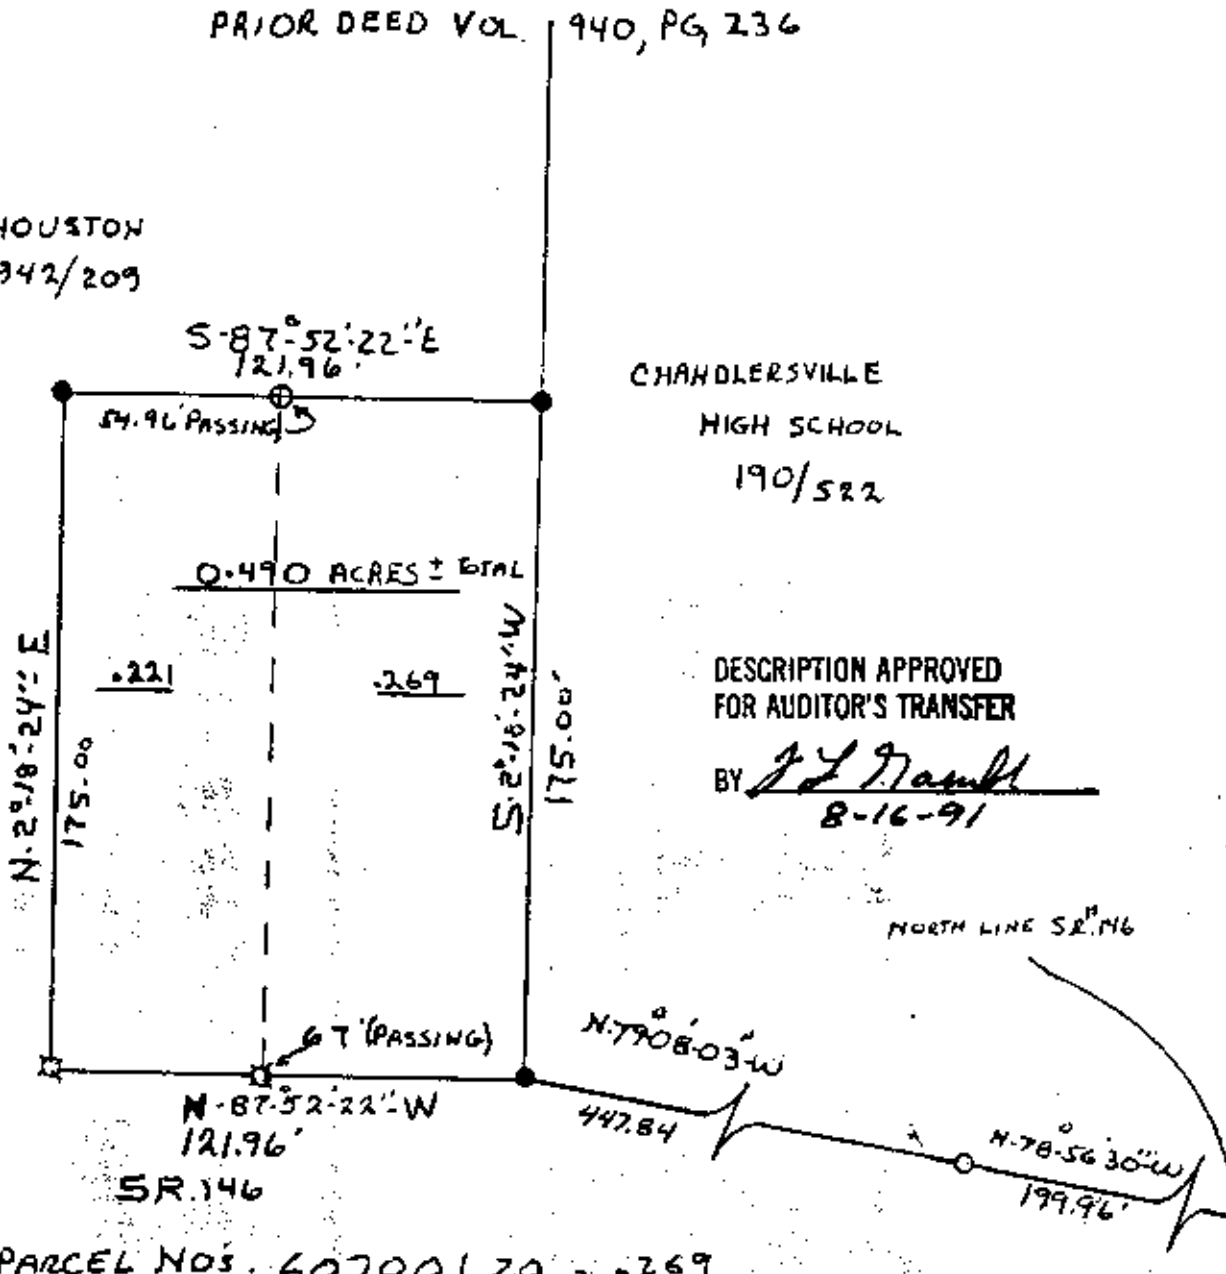 PRIOR DEED VOL. 940, PG, 236
HOUSTON
942/209
S-87°-52'-22"-E
121.96'
54.96' PASSING
CHANDLERSVILLE
HIGH SCHOOL
190/522
0.490 ACRES ± TOTAL
.221
.269
N-2°-18'-24"-E
175.00
S-2°-18'-24"-W
175.00'
DESCRIPTION APPROVED
FOR AUDITOR'S TRANSFER
BY
8-16-91
NORTH LINE S.R. 146
67' (PASSING)
N-79°08'-03"-W
447.84
N-87°-52'-22"-W
121.96'
SR.146
N-78°-56'30"-W
199.96'
PARCEL NO'S.
.269